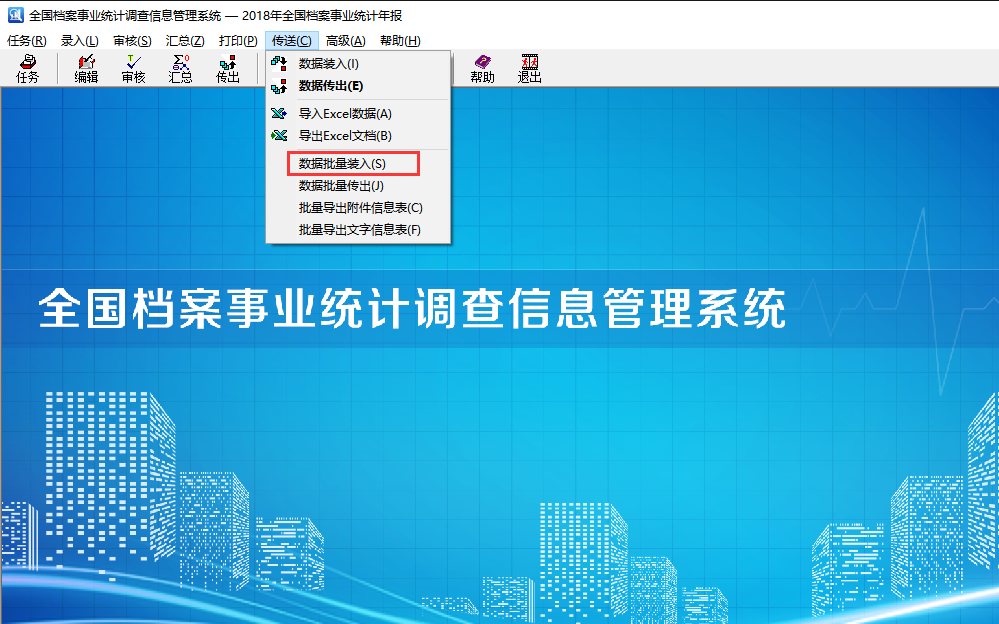 全国档案事业统计调查信息管理系统 — 2018年全国档案事业统计年报
任务(R) 录入(L) 审核(S) 汇总(Z) 打印(P) 传送(C) 高级(A) 帮助(H)
任务 编辑 审核 汇总 传出 帮助 退出
数据装入(I)
数据传出(E)
导入Excel数据(A)
导出Excel文档(B)
数据批量装入(S)
数据批量传出(J)
批量导出附件信息表(C)
批量导出文字信息表(F)
全国档案事业统计调查信息管理系统